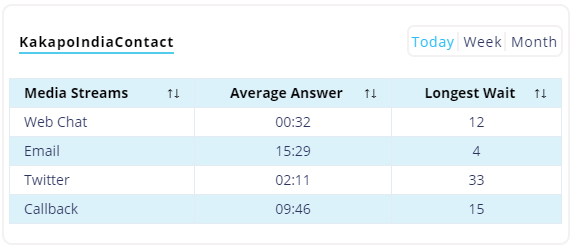 KakapoIndiaContact
Today Week Month
Media Streams ↑↓ Average Answer ↑↓ Longest Wait ↑↓
Web Chat 00:32 12
Email 15:29 4
Twitter 02:11 33
Callback 09:46 15